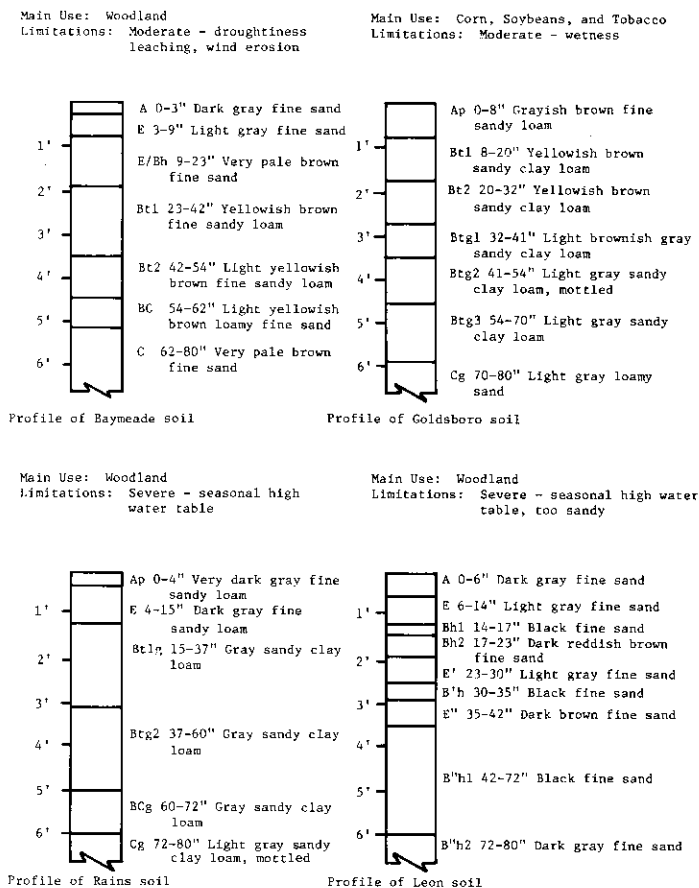 Main Use: Woodland
Limitations: Moderate - droughtiness
leaching, wind erosion
A 0-3" Dark gray fine sand
E 3-9" Light gray fine sand
1'
E/Bh 9-23" Very pale brown
fine sand
2'
Bt1 23-42" Yellowish brown
fine sandy loam
3'
Bt2 42-54" Light yellowish
brown fine sandy loam
4'
BC 54-62" Light yellowish
brown loamy fine sand
5'
C 62-80" Very pale brown
fine sand
6'
Profile of Baymeade soil
Main Use: Corn, Soybeans, and Tobacco
Limitations: Moderate - wetness
Ap 0-8" Grayish brown fine
sandy loam
1'
Bt1 8-20" Yellowish brown
sandy clay loam
2'
Bt2 20-32" Yellowish brown
sandy clay loam
3'
Btg1 32-41" Light brownish gray
sandy clay loam
4'
Btg2 41-54" Light gray sandy
clay loam, mottled
5'
Btg3 54-70" Light gray sandy
clay loam
6'
Cg 70-80" Light gray loamy
sand
Profile of Goldsboro soil
Main Use: Woodland
Limitations: Severe - seasonal high
water table
Ap 0-4" Very dark gray fine
sandy loam
1'
E 4-15" Dark gray fine
sandy loam
Bt1g 15-37" Gray sandy clay
loam
2'
3'
Btg2 37-60" Gray sandy clay
loam
4'
5'
BCg 60-72" Gray sandy clay
loam
6'
Cg 72-80" Light gray sandy
clay loam, mottled
Profile of Rains soil
Main Use: Woodland
Limitations: Severe - seasonal high water
table, too sandy
A 0-6" Dark gray fine sand
1'
E 6-14" Light gray fine sand
Bh1 14-17" Black fine sand
Bh2 17-23" Dark reddish brown
fine sand
2'
E' 23-30" Light gray fine sand
B'h 30-35" Black fine sand
3'
E" 35-42" Dark brown fine sand
4'
B"h1 42-72" Black fine sand
5'
6'
B"h2 72-80" Dark gray fine sand
Profile of Leon soil